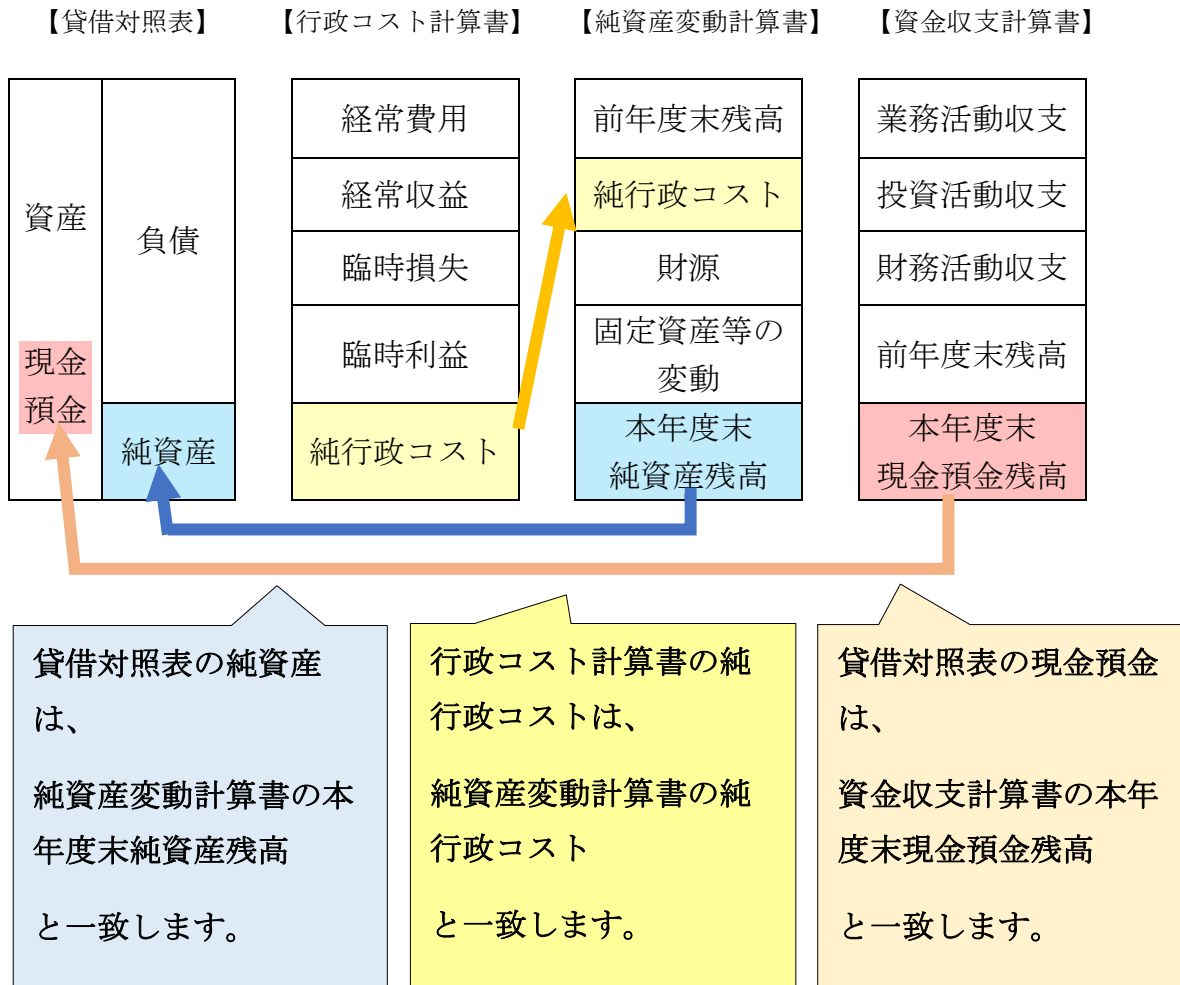 【貸借対照表】
【行政コスト計算書】
【純資産変動計算書】
【資金収支計算書】
資産
現金
預金
負債
純資産
経常費用
経常収益
臨時損失
臨時利益
純行政コスト
前年度末残高
純行政コスト
財源
固定資産等の
変動
本年度末
純資産残高
業務活動収支
投資活動収支
財務活動収支
前年度末残高
本年度末
現金預金残高
貸借対照表の純資産
は、
純資産変動計算書の本
年度末純資産残高
と一致します。
行政コスト計算書の純
行政コストは、
純資産変動計算書の純
行政コスト
と一致します。
貸借対照表の現金預金
は、
資金収支計算書の本年
度末現金預金残高
と一致します。